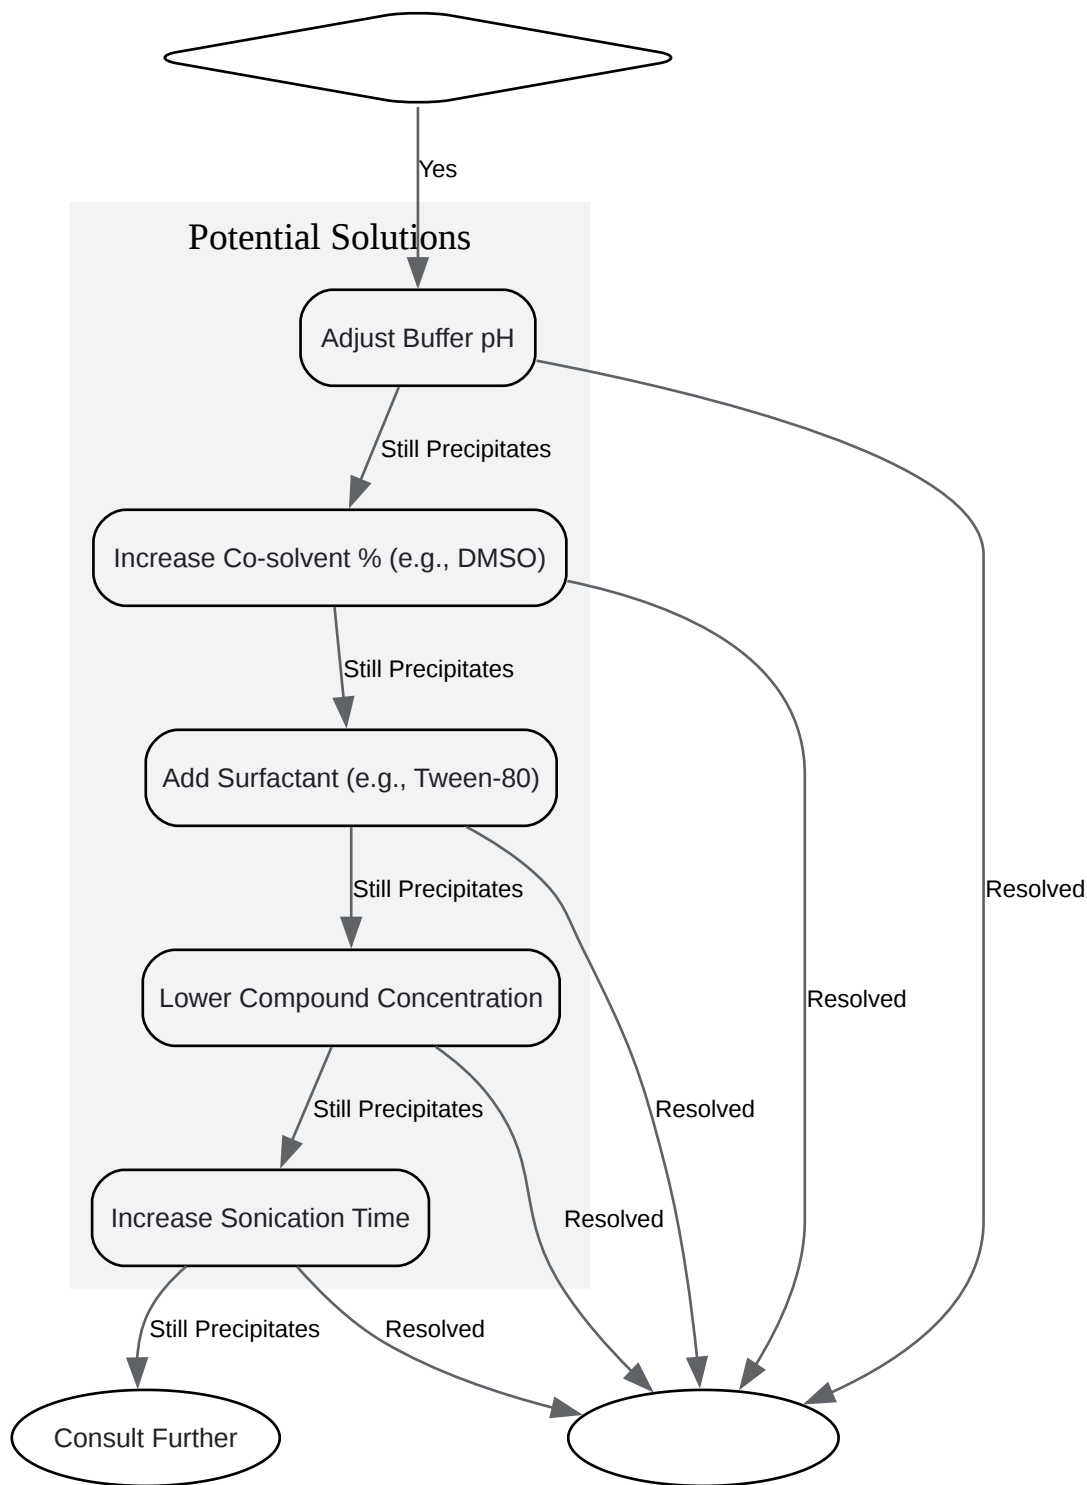 Yes
Potential Solutions
Adjust Buffer pH
Still Precipitates
Increase Co-solvent % (e.g., DMSO)
Still Precipitates
Add Surfactant (e.g., Tween-80)
Still Precipitates
Resolved
Lower Compound Concentration
Resolved
Still Precipitates
Resolved
Increase Sonication Time
Resolved
Still Precipitates
Resolved
Consult Further